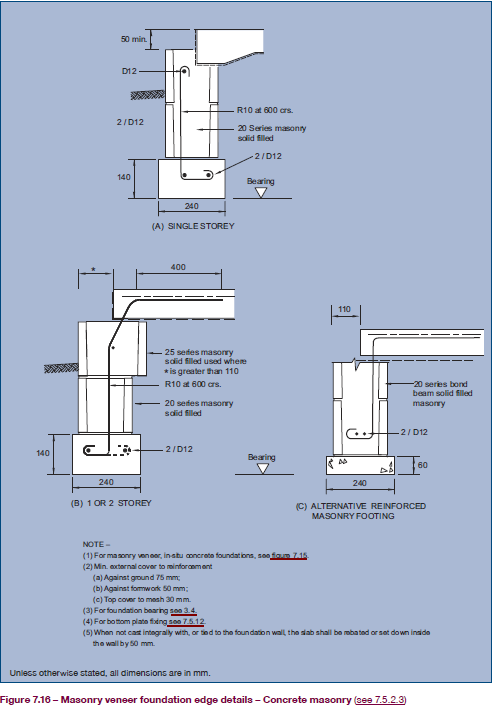 50 min.
D12
R10 at 600 crs.
2 / D12
20 Series masonry
solid filled
2 / D12
140
Bearing
240
(A) SINGLE STOREY
*
400
110
25 series masonry
solid filled used where
* is greater than 110
R10 at 600 crs.
20 series masonry
solid filled
20 series bond
beam solid filled
masonry
2 / D12
2 / D12
140
Bearing
60
240
240
(B) 1 OR 2 STOREY
(C) ALTERNATIVE REINFORCED
MASONRY FOOTING
NOTE –
(1) For masonry veneer, in-situ concrete foundations, see figure 7.15.
(2) Min. external cover to reinforcement
(a) Against ground 75 mm;
(b) Against formwork 50 mm;
(c) Top cover to mesh 30 mm.
(3) For foundation bearing see 3.4.
(4) For bottom plate fixing see 7.5.12.
(5) When not cast integrally with, or tied to the foundation wall, the slab shall be rebated or set down inside
the wall by 50 mm.
Unless otherwise stated, all dimensions are in mm.
Figure 7.16 – Masonry veneer foundation edge details – Concrete masonry (see 7.5.2.3)